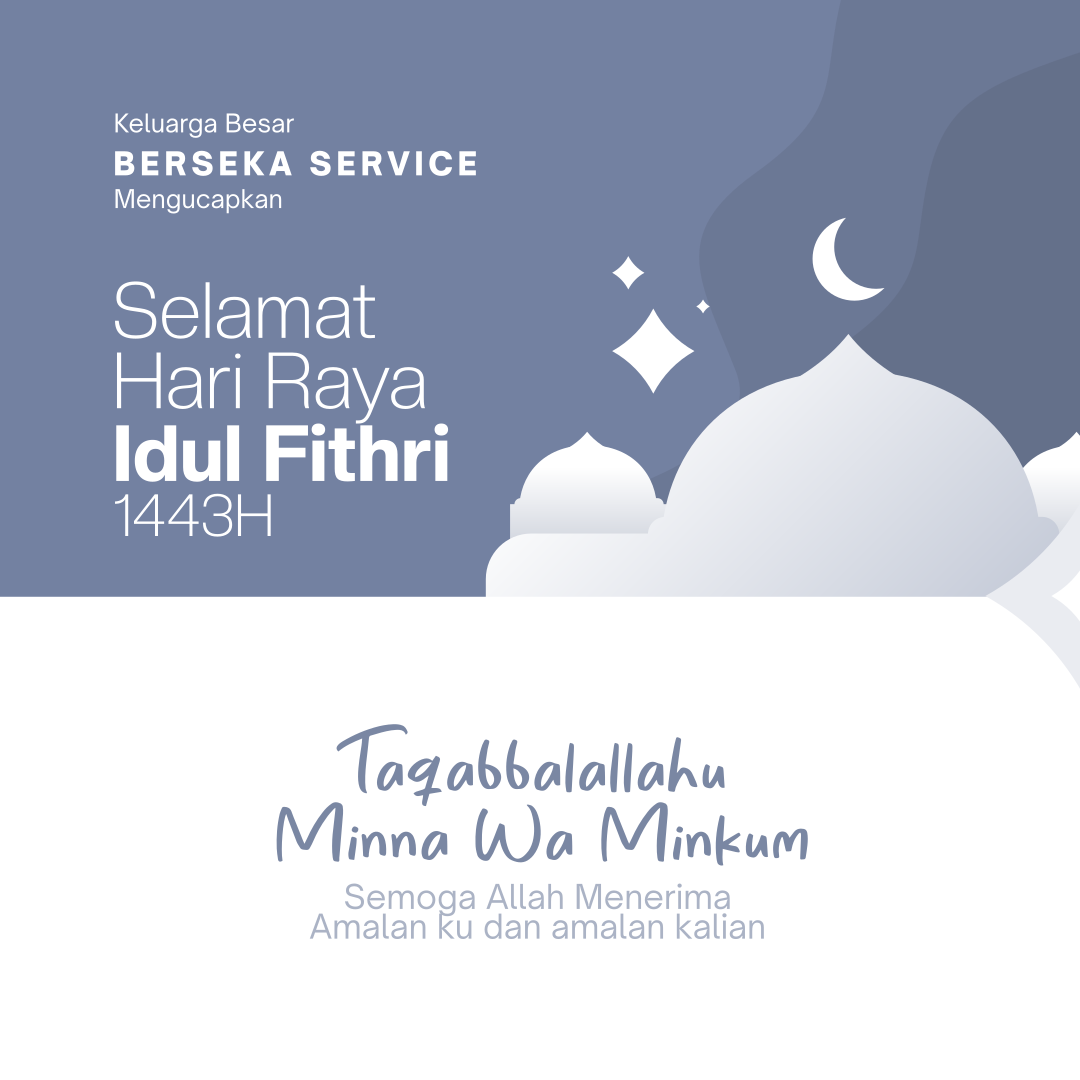 Keluarga Besar
BERSEKA SERVICE
Mengucapkan
Selamat
Hari Raya
Idul Fithri
1443H
Taqabbalallahu
Minna Wa Minkum
Semoga Allah Menerima
Amalan ku dan amalan kalian